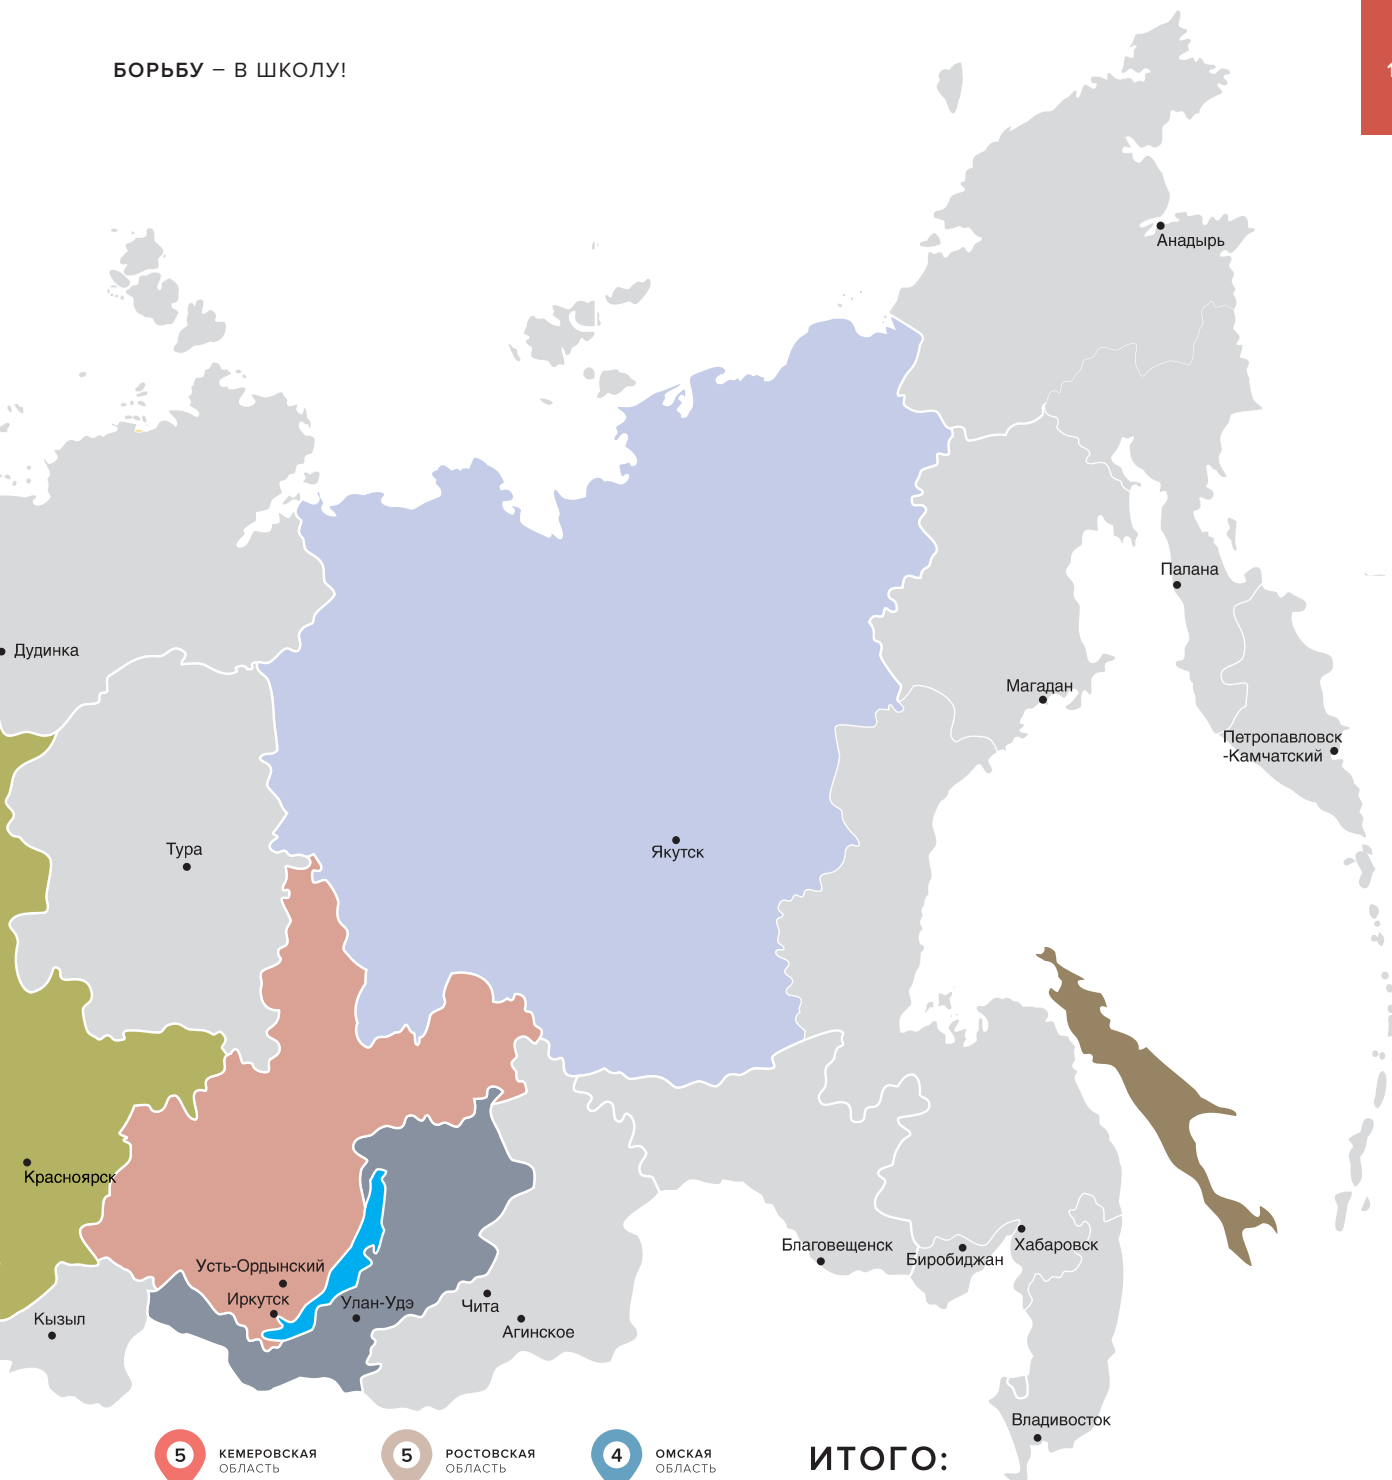 БОРЬБУ – В ШКОЛУ!
Анадырь
Палана
Дудинка
Магадан
Петропавловск
-Камчатский
Тура
Якутск
Красноярск
Благовещенск
Биробиджан
Хабаровск
Усть-Ордынский
Иркутск
Улан-Удэ
Чита
Агинское
Кызыл
Владивосток
5 КЕМЕРОВСКАЯ
ОБЛАСТЬ
5 РОСТОВСКАЯ
ОБЛАСТЬ
4 ОМСКАЯ
ОБЛАСТЬ
ИТОГО: